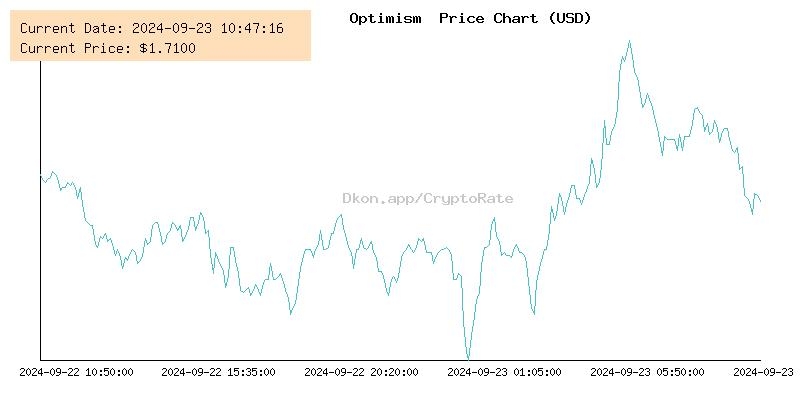 Optimism  Price Chart (USD)
Current Date: 2024-09-23 10:47:16
Current Price: $1.7100
Dkon.app/CryptoRate
2024-09-22 10:50:00 2024-09-22 15:35:00 2024-09-22 20:20:00 2024-09-23 01:05:00 2024-09-23 05:50:00 2024-09-23